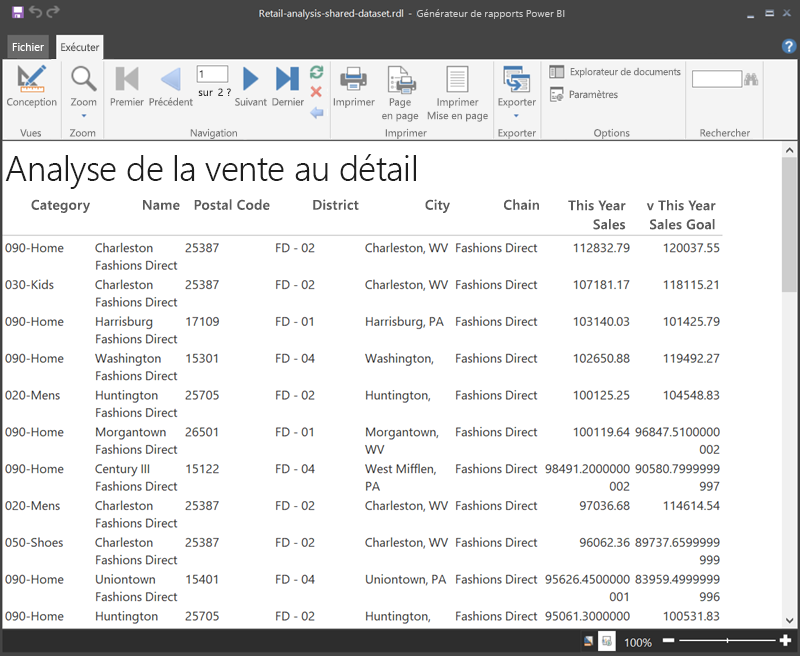 Retail-analysis-shared-dataset.rdl - Générateur de rapports Power BI
Fichier Exécuter
Conception Zoom Premier Précédent 1 sur 2 ? Suivant Dernier Imprimer Page en page Imprimer Mise en page Exporter Explorateur de documents
Paramètres
Vues Zoom Navigation Imprimer Exporter Options Rechercher
Analyse de la vente au détail
Category Name Postal Code District City Chain This Year v This Year
Sales Sales Goal
090-Home Charleston 25387 FD - 02 Charleston, WV Fashions Direct 112832.79 120037.55
Fashions Direct
030-Kids Charleston 25387 FD - 02 Charleston, WV Fashions Direct 107181.17 118115.21
Fashions Direct
090-Home Harrisburg 17109 FD - 01 Harrisburg, PA Fashions Direct 103140.03 101425.79
Fashions Direct
090-Home Washington 15301 FD - 04 Washington, Fashions Direct 102650.88 119492.27
Fashions Direct
020-Mens Huntington 25705 FD - 02 Huntington, Fashions Direct 100125.25 104548.83
Fashions Direct
090-Home Morgantown 26501 FD - 01 Morgantown, Fashions Direct 100119.64 96847.5100000
Fashions Direct WV 002
090-Home Century III 15122 FD - 04 West Mifflen, Fashions Direct 98491.2000000 90580.7999999
Fashions Direct PA 002 997
020-Mens Charleston 25387 FD - 02 Charleston, WV Fashions Direct 97036.68 114614.54
Fashions Direct
050-Shoes Charleston 25387 FD - 02 Charleston, WV Fashions Direct 96062.36 89737.6599999
Fashions Direct 999
090-Home Uniontown 15401 FD - 04 Uniontown, PA Fashions Direct 95626.4500000 83959.4999999
Fashions Direct 001 996
090-Home Huntington 25705 FD - 02 Huntington, Fashions Direct 95061.3000000 100531.83
100%